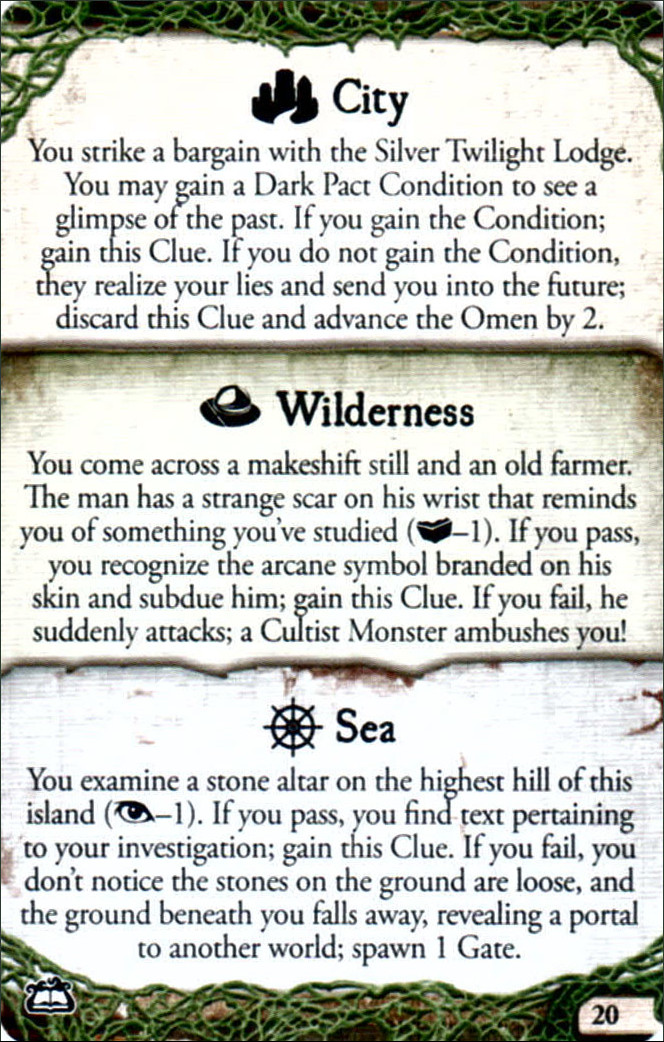 City
You strike a bargain with the Silver Twilight Lodge.
You may gain a Dark Pact Condition to see a
glimpse of the past. If you gain the Condition;
gain this Clue. If you do not gain the Condition,
they realize your lies and send you into the future;
discard this Clue and advance the Omen by 2.
Wilderness
You come across a makeshift still and an old farmer.
The man has a strange scar on his wrist that reminds
you of something you've studied (–1). If you pass,
you recognize the arcane symbol branded on his
skin and subdue him; gain this Clue. If you fail, he
suddenly attacks; a Cultist Monster ambushes you!
Sea
You examine a stone altar on the highest hill of this
island (–1). If you pass, you find text pertaining
to your investigation; gain this Clue. If you fail, you
don't notice the stones on the ground are loose, and
the ground beneath you falls away, revealing a portal
to another world; spawn 1 Gate.
20